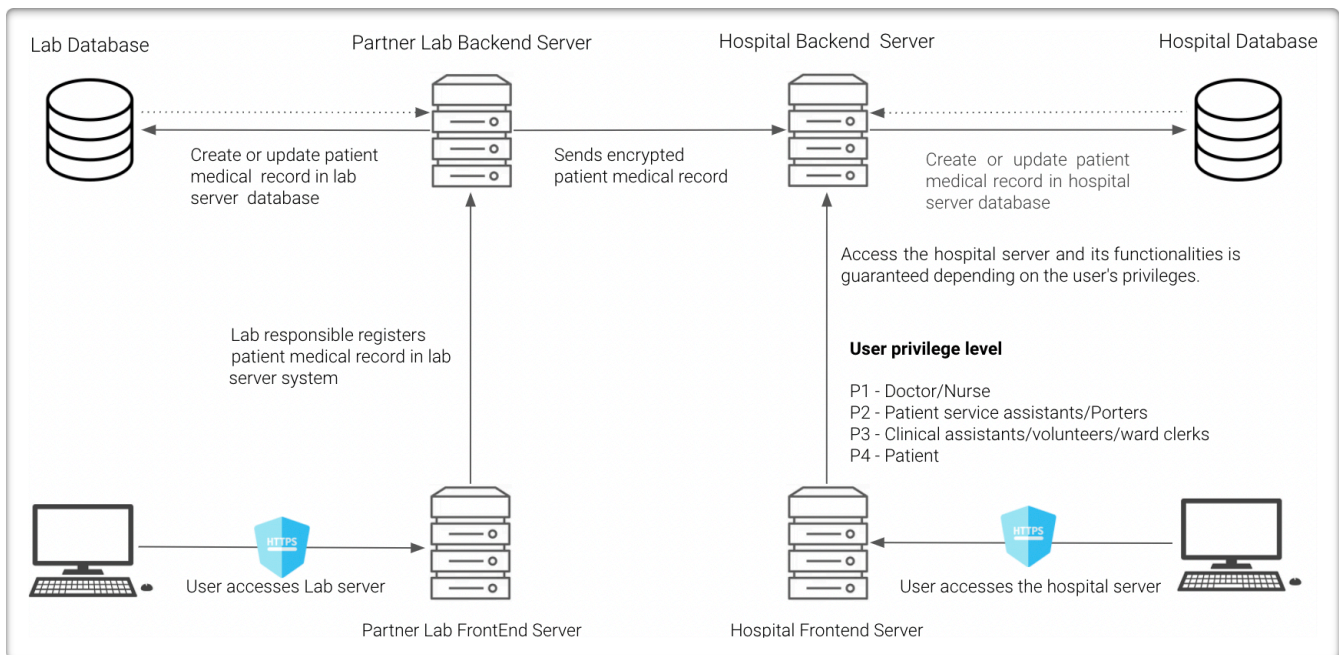 Lab Database
Partner Lab Backend Server
Hospital Backend Server
Hospital Database
Create or update patient
medical record in lab
server database
Sends encrypted
patient medical record
Create or update patient
medical record in hospital
server database
Access the hospital server and its functionalities is
guaranteed depending on the user's privileges.
Lab responsible registers
patient medical record in lab
server system
User privilege level
P1 - Doctor/Nurse
P2 - Patient service assistants/Porters
P3 - Clinical assistants/volunteers/ward clerks
P4 - Patient
HTTPS
User accesses Lab server
HTTPS
User accesses the hospital server
Partner Lab FrontEnd Server
Hospital Frontend Server